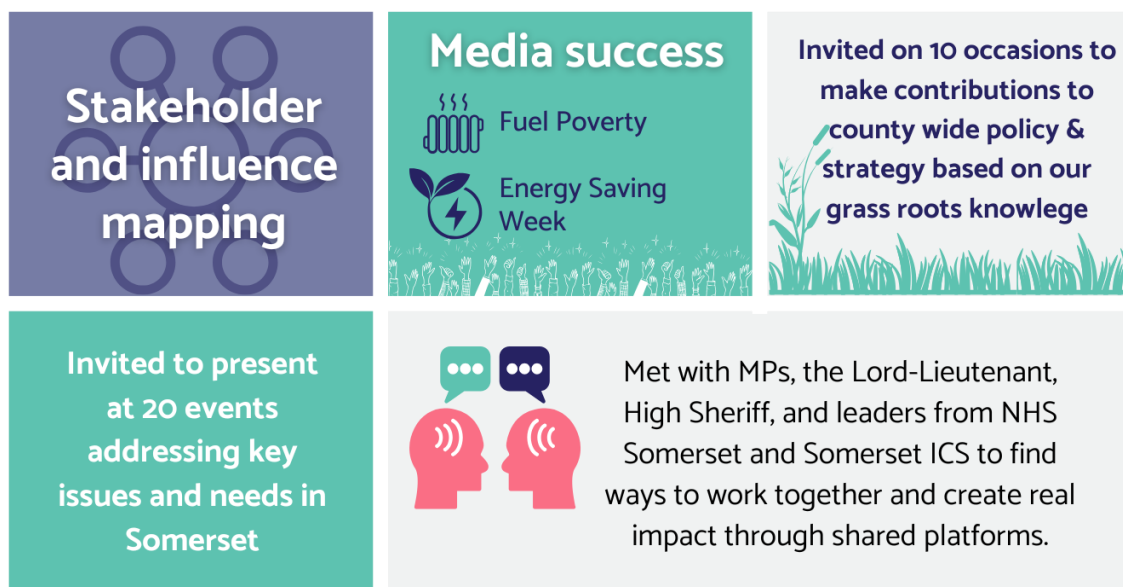 Stakeholder
and influence
mapping
Media success
Fuel Poverty
Energy Saving
Week
Invited on 10 occasions to
make contributions to
county wide policy &
strategy based on our
grass roots knowlege
Invited to present
at 20 events
addressing key
issues and needs in
Somerset
Met with MPs, the Lord-Lieutenant,
High Sheriff, and leaders from NHS
Somerset and Somerset ICS to find
ways to work together and create real
impact through shared platforms.